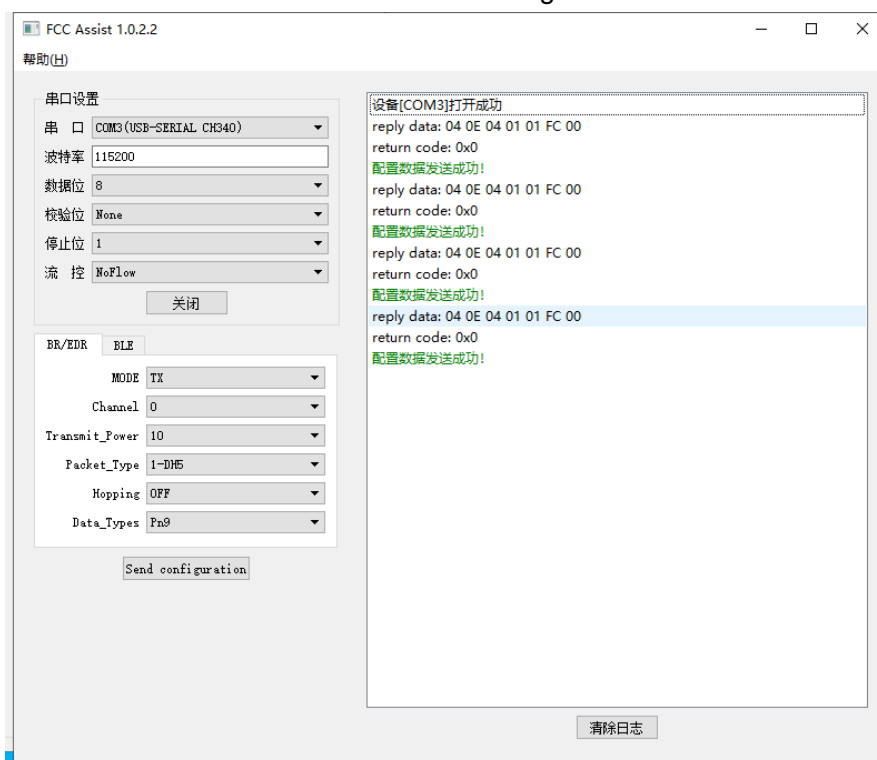 FCC Assist 1.0.2.2
帮助(H)
串口设置
串 口 COM3(USB-SERIAL CH340)
波特率 115200
数据位 8
校验位 None
停止位 1
流 控 NoFlow
关闭
BR/EDR BLE
MODE TX
Channel 0
Transmit_Power 10
Packet_Type 1-DH5
Hopping OFF
Data_Types Pn9
Send configuration
设备[COM3]打开成功
reply data: 04 0E 04 01 01 FC 00
return code: 0x0
配置数据发送成功!
reply data: 04 0E 04 01 01 FC 00
return code: 0x0
配置数据发送成功!
reply data: 04 0E 04 01 01 FC 00
return code: 0x0
配置数据发送成功!
reply data: 04 0E 04 01 01 FC 00
return code: 0x0
配置数据发送成功!
清除日志